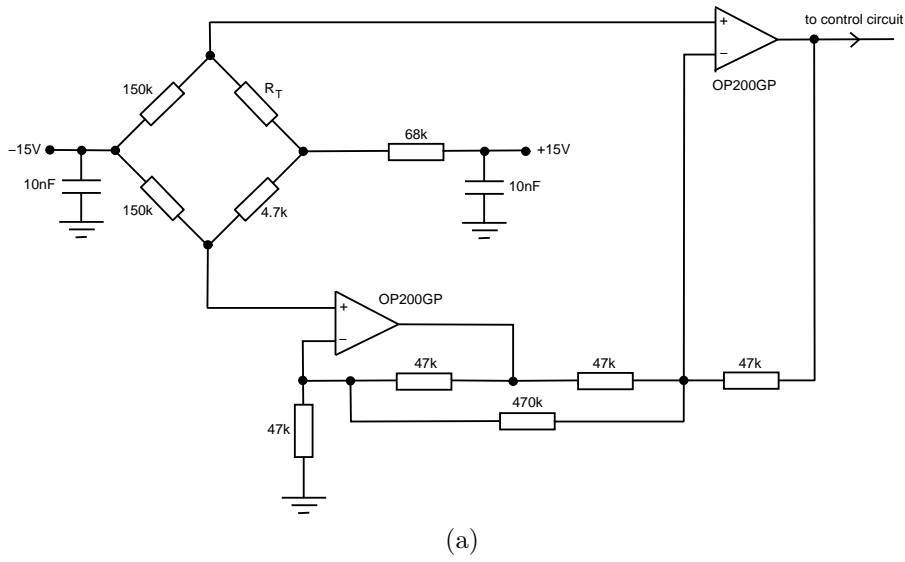 to control circuit
+
−
OP200GP
150k
R_T
68k
−15V
+15V
10nF
10nF
150k
4.7k
OP200GP
+
−
47k
47k
47k
470k
47k
(a)